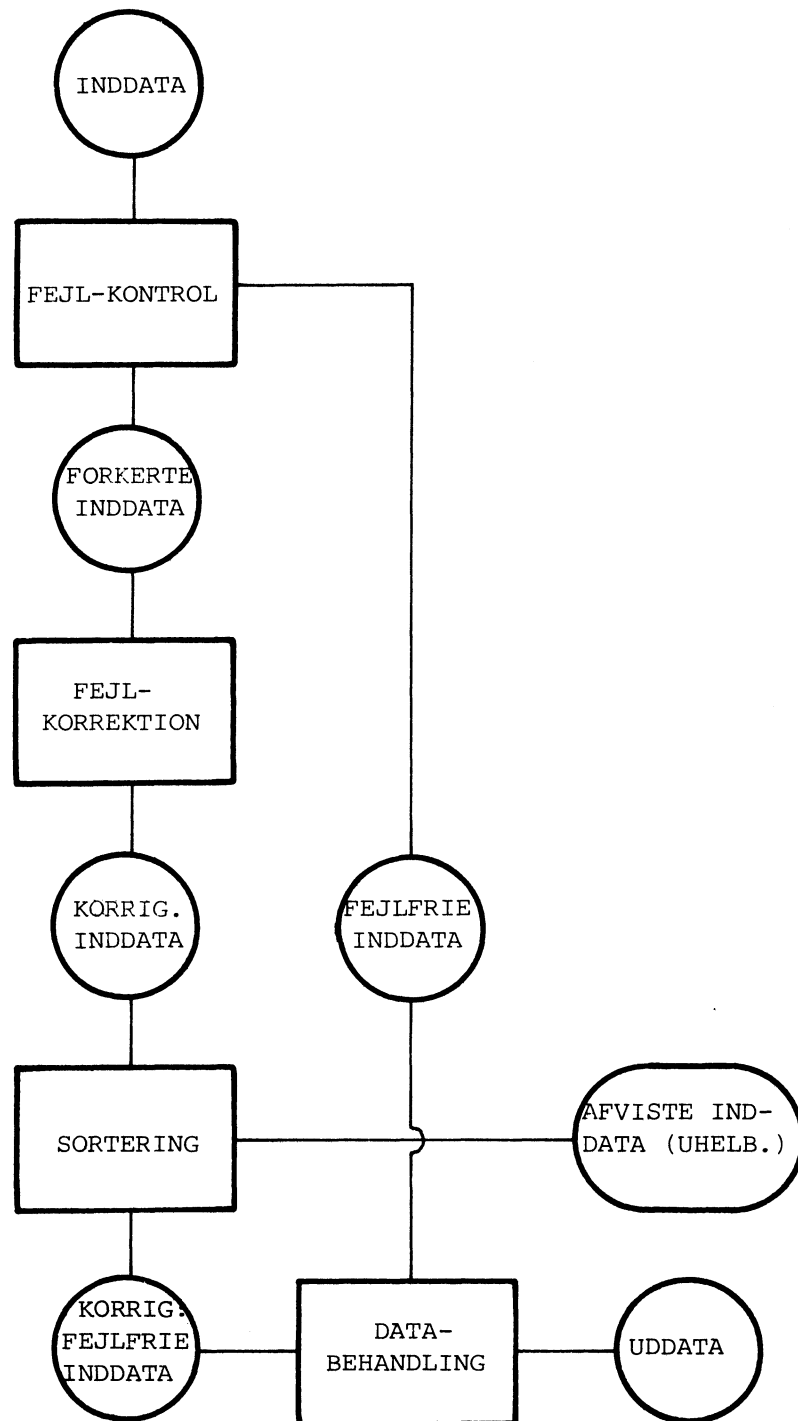 INDDATA
FEJL-KONTROL
FORKERTE
INDDATA
FEJL-
KORREKTION
KORRIG.
INDDATA
FEJLFRIE
INDDATA
SORTERING
AFVISTE IND-
DATA (UHELB.)
KORRIG.
FEJLFRIE
INDDATA
DATA-
BEHANDLING
UDDATA